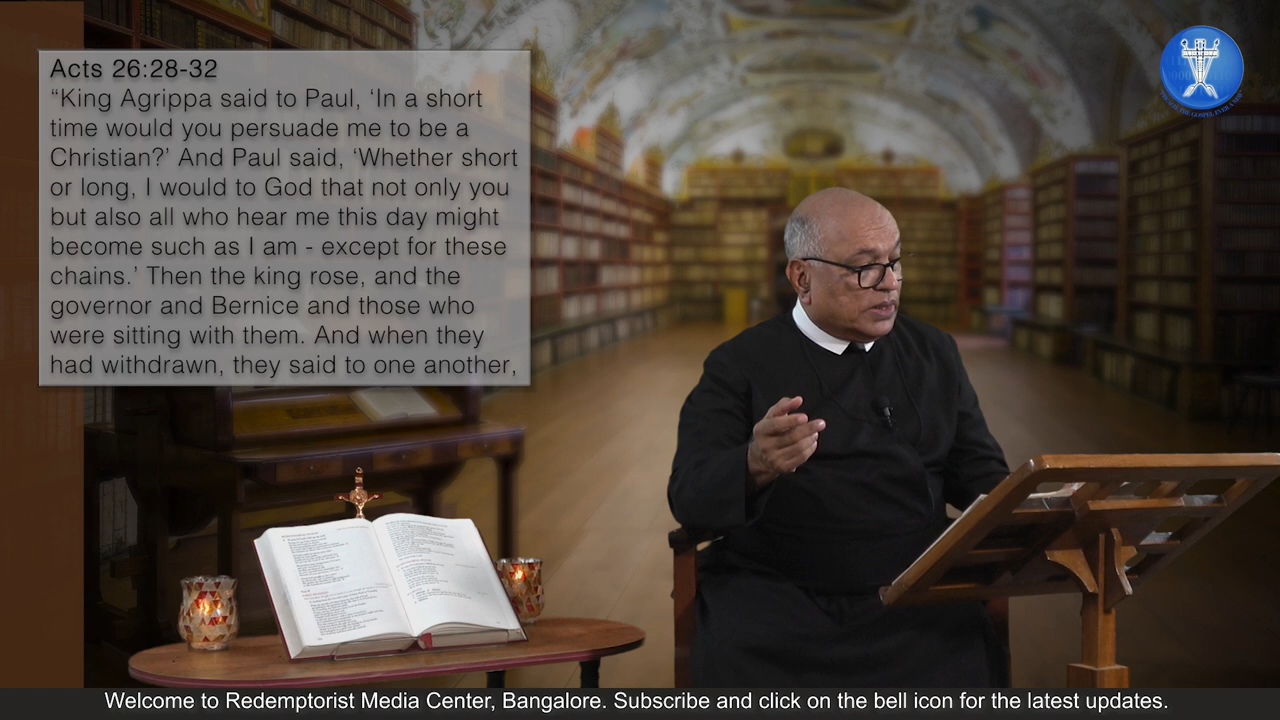 Acts 26:28-32
“King Agrippa said to Paul, ‘In a short
time would you persuade me to be a
Christian?’ And Paul said, ‘Whether short
or long, I would to God that not only you
but also all who hear me this day might
become such as I am - except for these
chains.’ Then the king rose, and the
governor and Bernice and those who
were sitting with them. And when they
had withdrawn, they said to one another,
Welcome to Redemptorist Media Center, Bangalore. Subscribe and click on the bell icon for the latest updates.